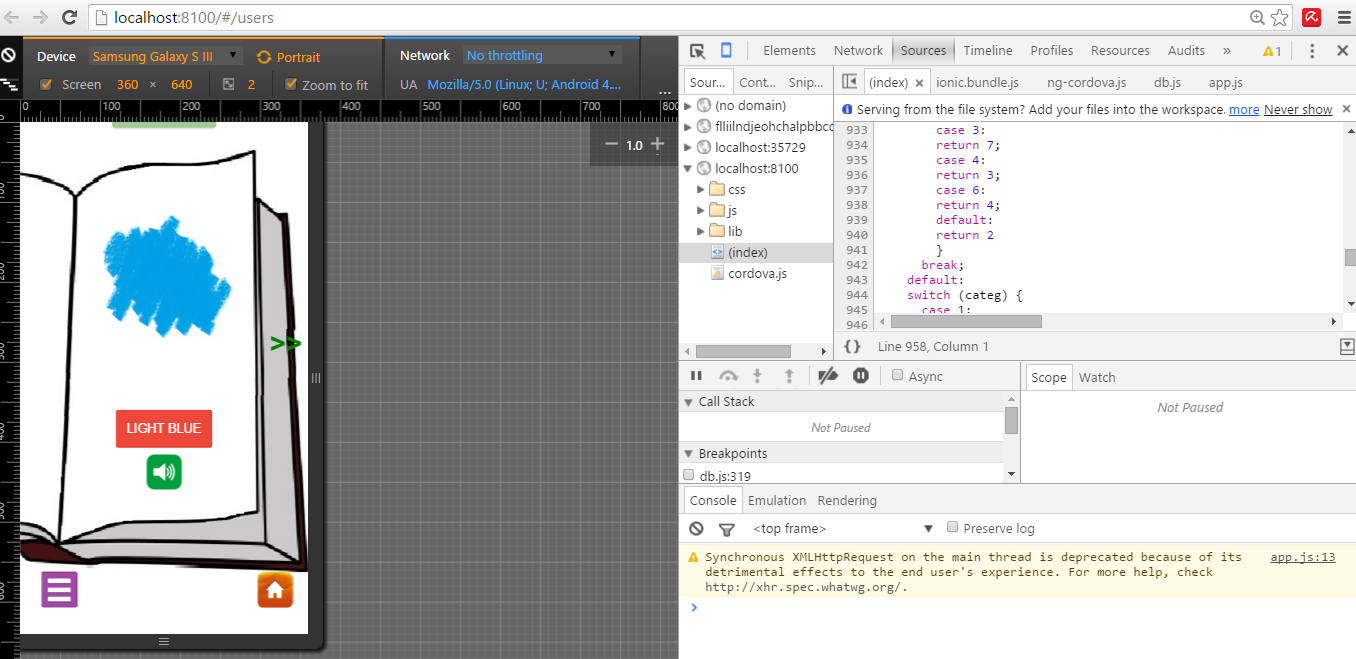 localhost:8100/#/users
Device Samsung Galaxy S III Portrait
Network No throttling
Screen 360 × 640 2 Zoom to fit
UA Mozilla/5.0 (Linux; U; Android 4....
...
0 100 200 300 400 500 600 700 800
0
100
200
300
400
500
600
1.0
>>
LIGHT BLUE
Elements Network Sources Timeline Profiles Resources Audits » 1
Sour... Cont... Snip...
(no domain)
localhost:35729
localhost:8100
css
js
lib
(index)
cordova.js
(index) × ionic.bundle.js ng-cordova.js db.js app.js
Serving from the file system? Add your files into the workspace. more Never show ×
933 case 3:
934 return 7;
935 case 4:
936 return 3;
937 case 6:
938 return 4;
939 default:
940 return 2
941 }
942 break;
943 default:
944 switch (categ) {
945 case 1:
946
{} Line 958, Column 1
Async
Call Stack
Not Paused
Breakpoints
db.js:319
Scope Watch
Not Paused
Console Emulation Rendering
<top frame> Preserve log
Synchronous XMLHttpRequest on the main thread is deprecated because of its app.js:13
detrimental effects to the end user's experience. For more help, check
http://xhr.spec.whatwg.org/.
>